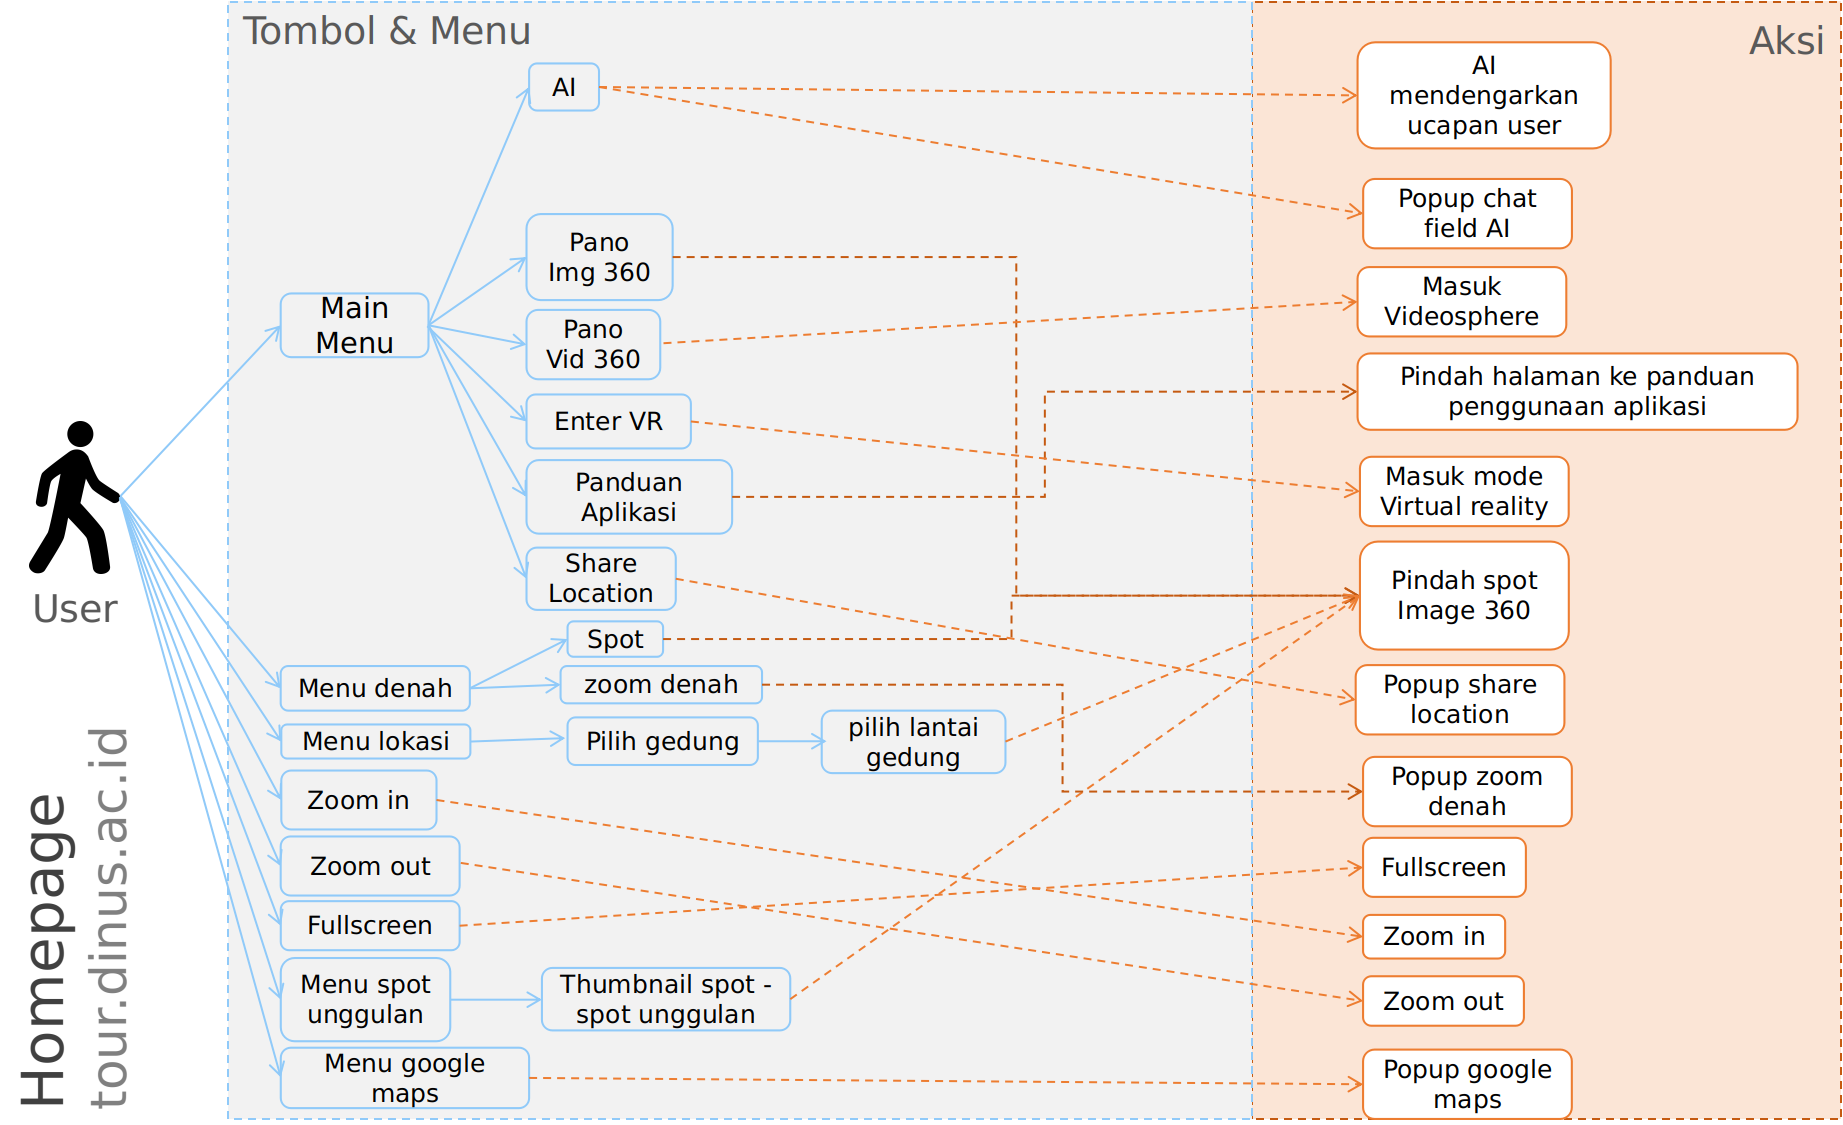 Tombol & Menu
Aksi
AI
AI
mendengarkan
ucapan user
Popup chat
field AI
Pano
Img 360
Masuk
Videosphere
Main
Menu
Pano
Vid 360
Pindah halaman ke panduan
penggunaan aplikasi
Enter VR
Masuk mode
Virtual reality
Panduan
Aplikasi
Share
Location
Pindah spot
Image 360
User
Spot
Menu denah
zoom denah
Popup share
location
Menu lokasi
Pilih gedung
pilih lantai
gedung
Zoom in
Popup zoom
denah
Zoom out
Fullscreen
Fullscreen
Zoom in
Menu spot
unggulan
Thumbnail spot -
spot unggulan
Zoom out
Menu google
maps
Popup google
maps
Homepage
tour.dinus.ac.id